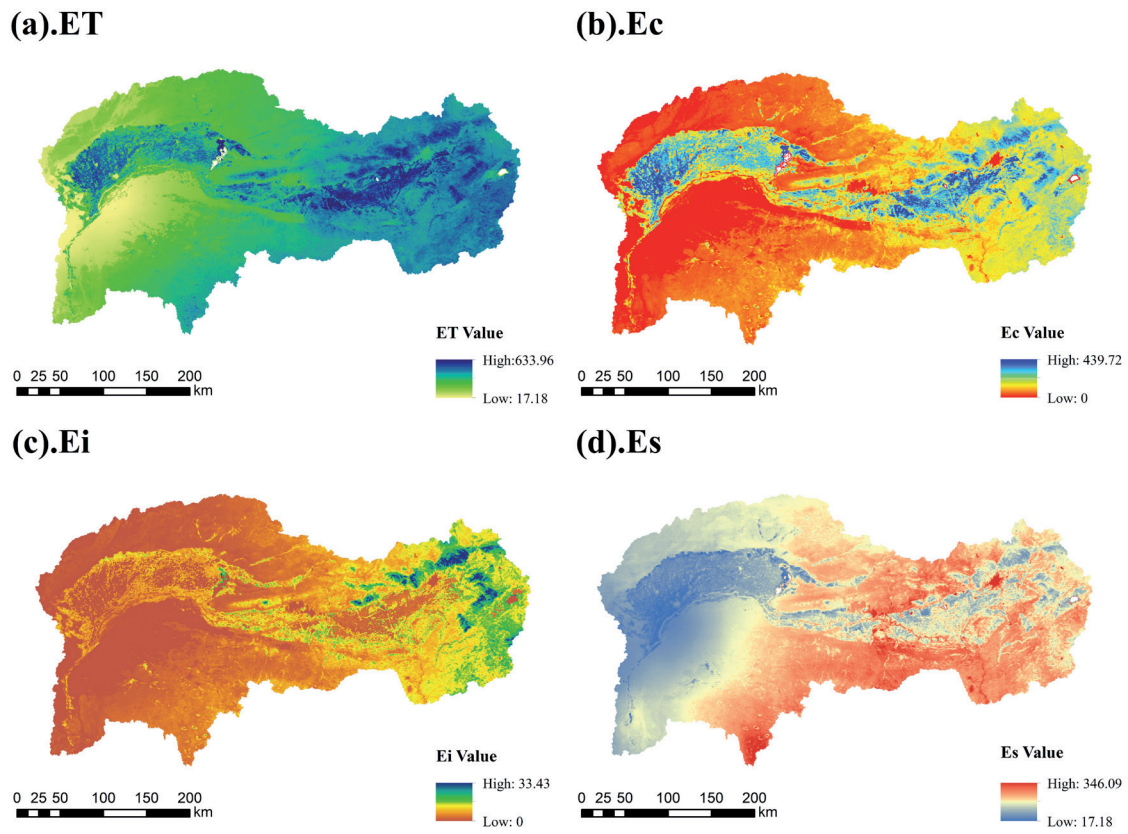 (a).ET
(b).Ec
ET Value
High:633.96
Low: 17.18
0 25 50 100 150 200
km
Ec Value
High: 439.72
Low: 0
0 25 50 100 150 200
km
(c).Ei
(d).Es
Ei Value
High: 33.43
Low: 0
0 25 50 100 150 200
km
Es Value
High: 346.09
Low: 17.18
0 25 50 100 150 200
km